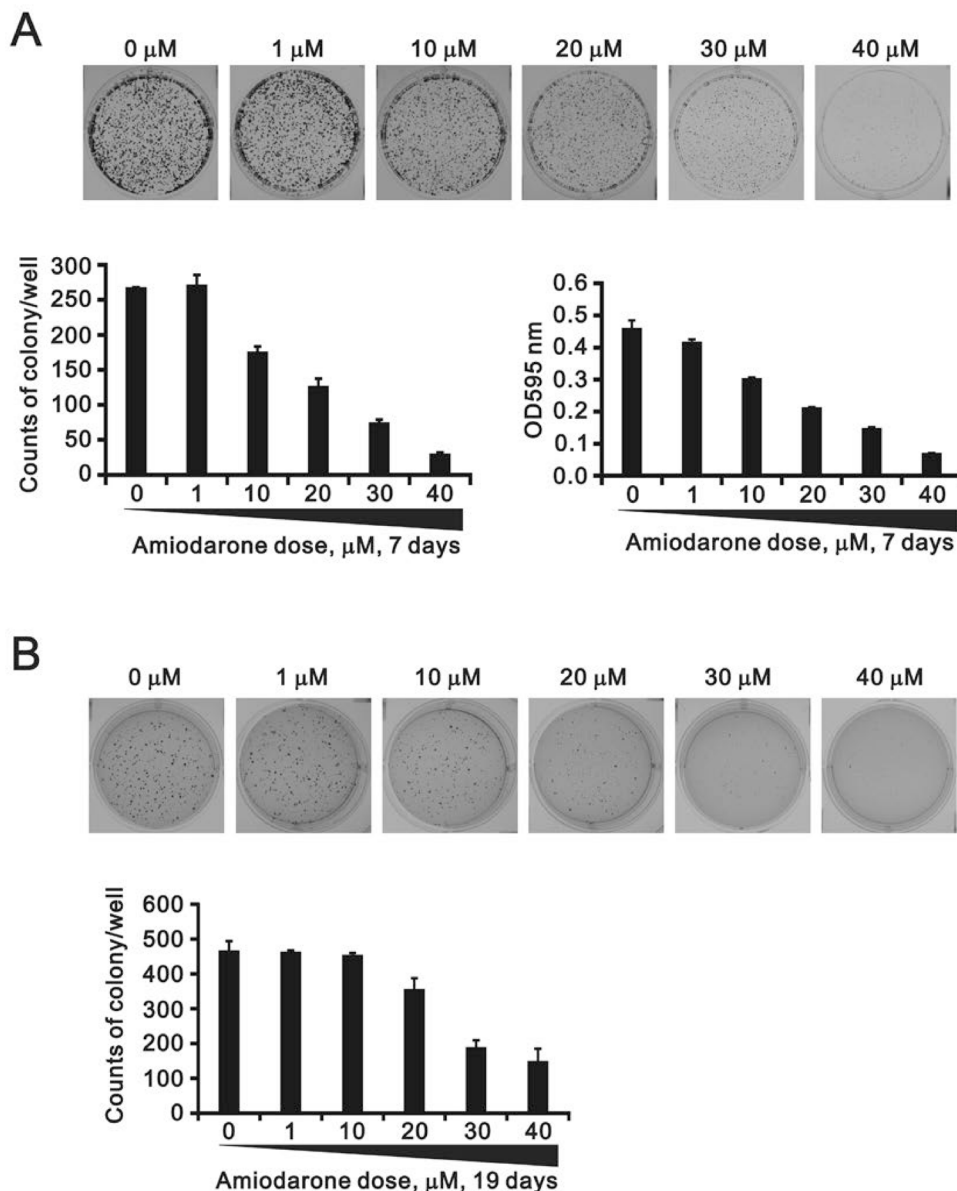 A
0 μM 1 μM 10 μM 20 μM 30 μM 40 μM
Counts of colony/well
300
250
200
150
100
50
0
0 1 10 20 30 40
Amiodarone dose, μM, 7 days
OD595 nm
0.6
0.5
0.4
0.3
0.2
0.1
0.0
0 1 10 20 30 40
Amiodarone dose, μM, 7 days
B
0 μM 1 μM 10 μM 20 μM 30 μM 40 μM
Counts of colony/well
600
500
400
300
200
100
0
0 1 10 20 30 40
Amiodarone dose, μM, 19 days